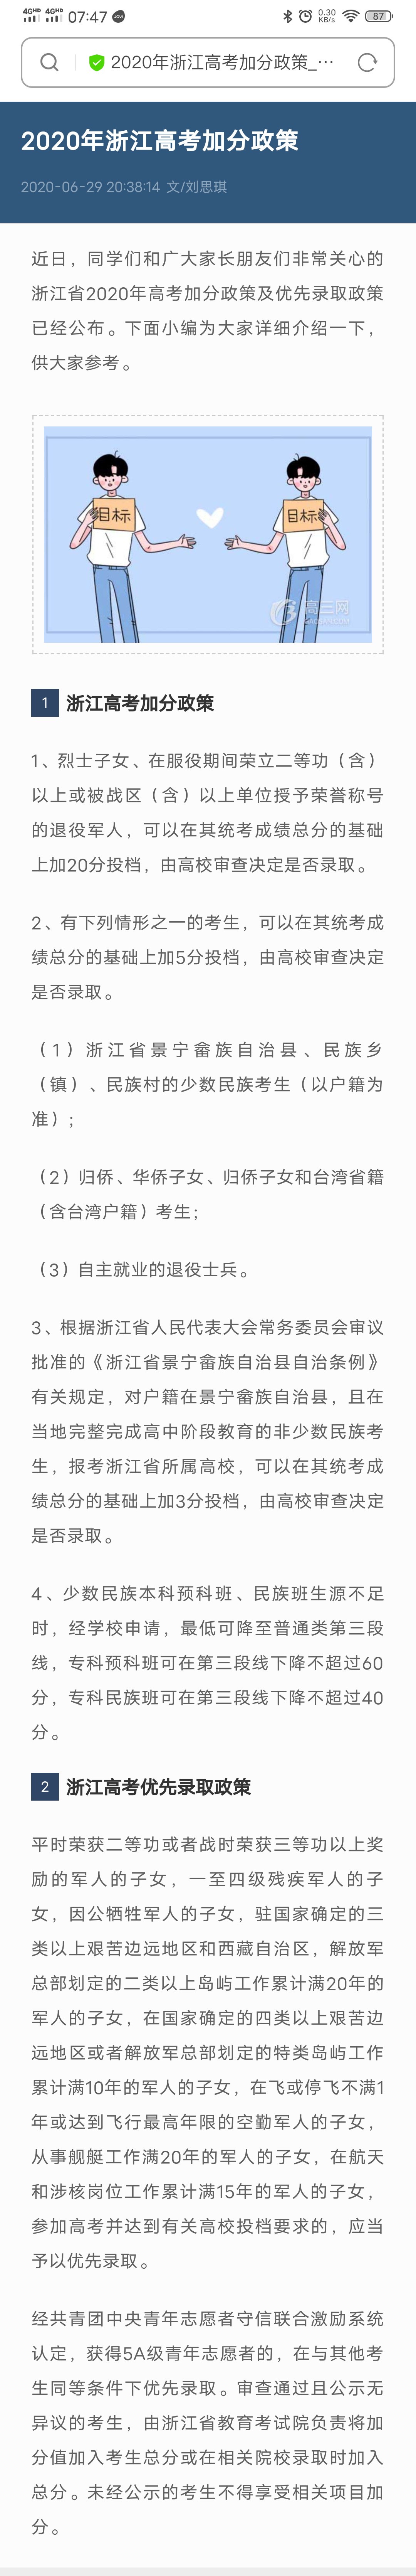 4GHD 4GHD 07:47 0.30 KB/s 87
2020年浙江高考加分政策_…
2020年浙江高考加分政策
2020-06-29 20:38:14 文/刘思琪
近日，同学们和广大家长朋友们非常关心的
浙江省2020年高考加分政策及优先录取政策
已经公布。下面小编为大家详细介绍一下，
供大家参考。
目标 目标
高三网
1 浙江高考加分政策
1、烈士子女、在服役期间荣立二等功（含）
以上或被战区（含）以上单位授予荣誉称号
的退役军人，可以在其统考成绩总分的基础
上加20分投档，由高校审查决定是否录取。
2、有下列情形之一的考生，可以在其统考成
绩总分的基础上加5分投档，由高校审查决定
是否录取。
（1）浙江省景宁畲族自治县、民族乡
（镇）、民族村的少数民族考生（以户籍为
准）；
（2）归侨、华侨子女、归侨子女和台湾省籍
（含台湾户籍）考生；
（3）自主就业的退役士兵。
3、根据浙江省人民代表大会常务委员会审议
批准的《浙江省景宁畲族自治县自治条例》
有关规定，对户籍在景宁畲族自治县，且在
当地完整完成高中阶段教育的非少数民族考
生，报考浙江省所属高校，可以在其统考成
绩总分的基础上加3分投档，由高校审查决定
是否录取。
4、少数民族本科预科班、民族班生源不足
时，经学校申请，最低可降至普通类第三段
线，专科预科班可在第三段线下降不超过60
分，专科民族班可在第三段线下降不超过40
分。
2 浙江高考优先录取政策
平时荣获二等功或者战时荣获三等功以上奖
励的军人的子女，一至四级残疾军人的子
女，因公牺牲军人的子女，驻国家确定的三
类以上艰苦边远地区和西藏自治区，解放军
总部划定的二类以上岛屿工作累计满20年的
军人的子女，在国家确定的四类以上艰苦边
远地区或者解放军总部划定的特类岛屿工作
累计满10年的军人的子女，在飞或停飞不满1
年或达到飞行最高年限的空勤军人的子女，
从事舰艇工作满20年的军人的子女，在航天
和涉核岗位工作累计满15年的军人的子女，
参加高考并达到有关高校投档要求的，应当
予以优先录取。
经共青团中央青年志愿者守信联合激励系统
认定，获得5A级青年志愿者的，在与其他考
生同等条件下优先录取。审查通过且公示无
异议的考生，由浙江省教育考试院负责将加
分值加入考生总分或在相关院校录取时加入
总分。未经公示的考生不得享受相关项目加
分。